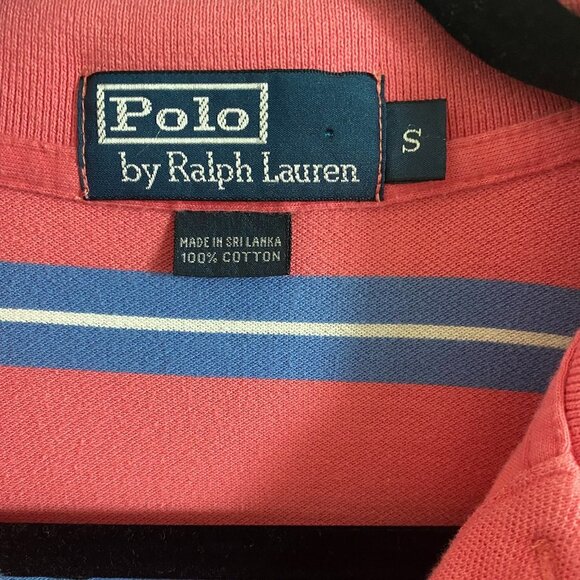 Polo
by Ralph Lauren
S
MADE IN SRI LANKA
100% COTTON